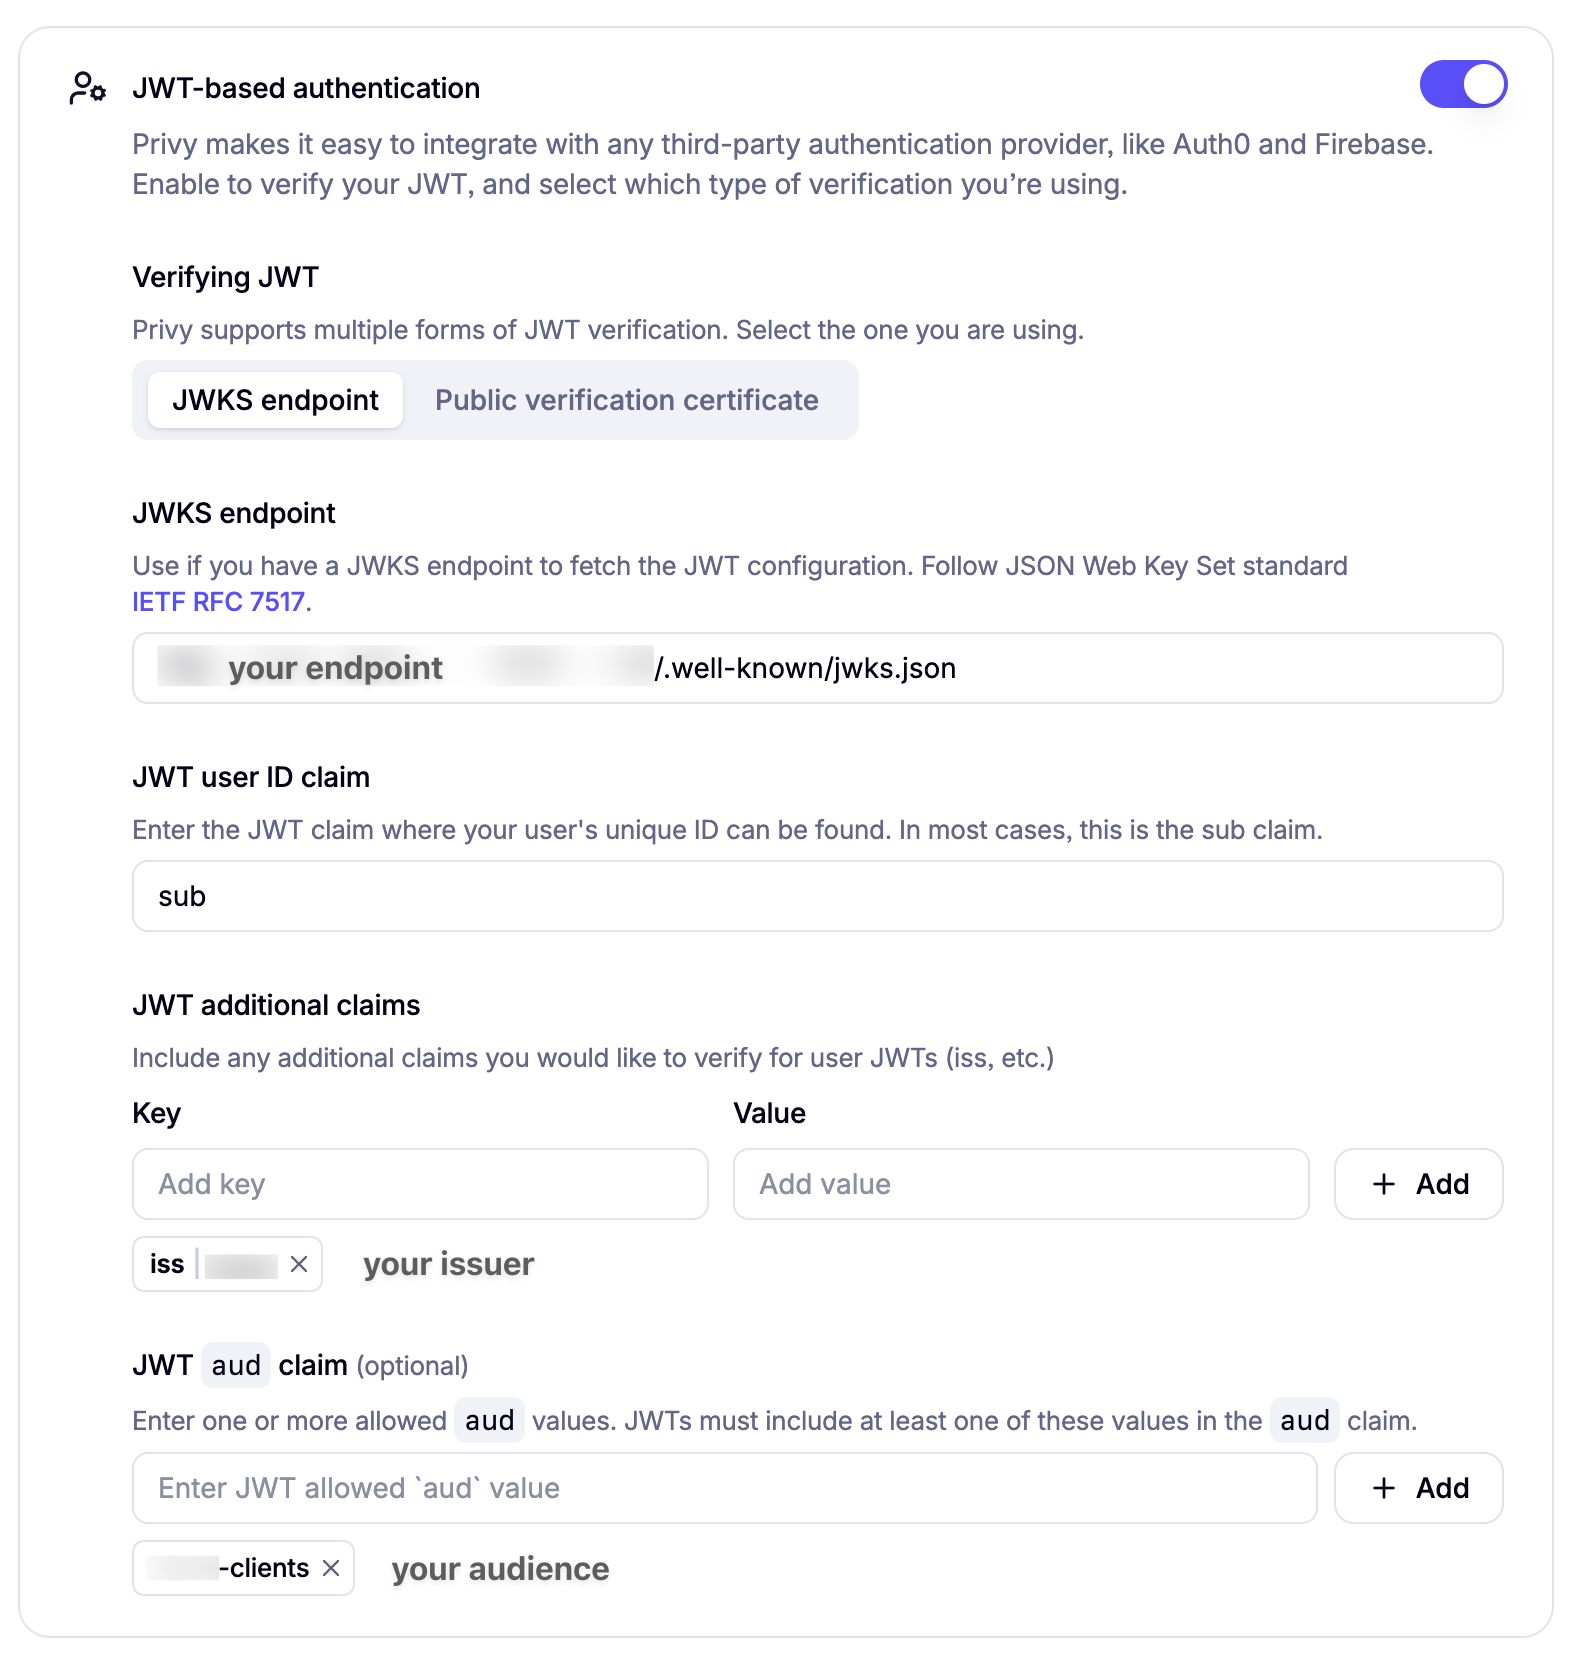 JWT-based authentication
Privy makes it easy to integrate with any third-party authentication provider, like Auth0 and Firebase.
Enable to verify your JWT, and select which type of verification you’re using.
Verifying JWT
Privy supports multiple forms of JWT verification. Select the one you are using.
JWKS endpoint Public verification certificate
JWKS endpoint
Use if you have a JWKS endpoint to fetch the JWT configuration. Follow JSON Web Key Set standard
IETF RFC 7517.
your endpoint /.well-known/jwks.json
JWT user ID claim
Enter the JWT claim where your user's unique ID can be found. In most cases, this is the sub claim.
sub
JWT additional claims
Include any additional claims you would like to verify for user JWTs (iss, etc.)
Key Value
Add key Add value + Add
iss your issuer
JWT aud claim (optional)
Enter one or more allowed aud values. JWTs must include at least one of these values in the aud claim.
Enter JWT allowed `aud` value + Add
-clients your audience